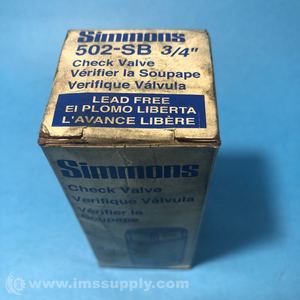 Simmons
502-SB 3/4"
Check Valve
Vérifier la Soupape
Verifique Válvula
LEAD FREE
El PLOMO LIBERTA
L'AVANCE LIBÈRE
Simmons
Check Valve
Verifique Válvula
Vérifier la
Soupape
© www.imssupply.com